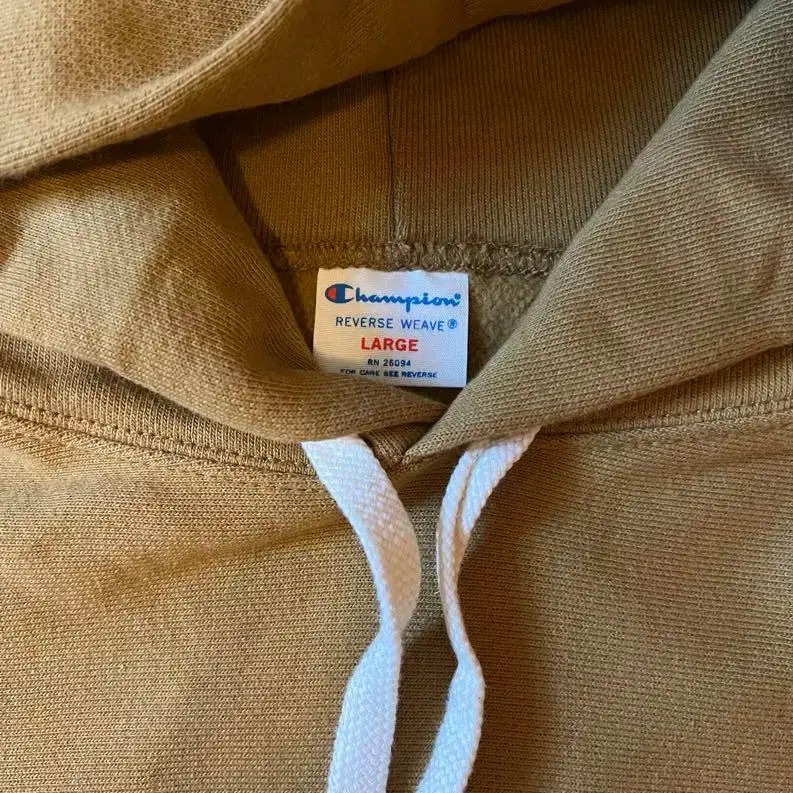 Champion®
REVERSE WEAVE®
LARGE
RN 26094
FOR CARE SEE REVERSE